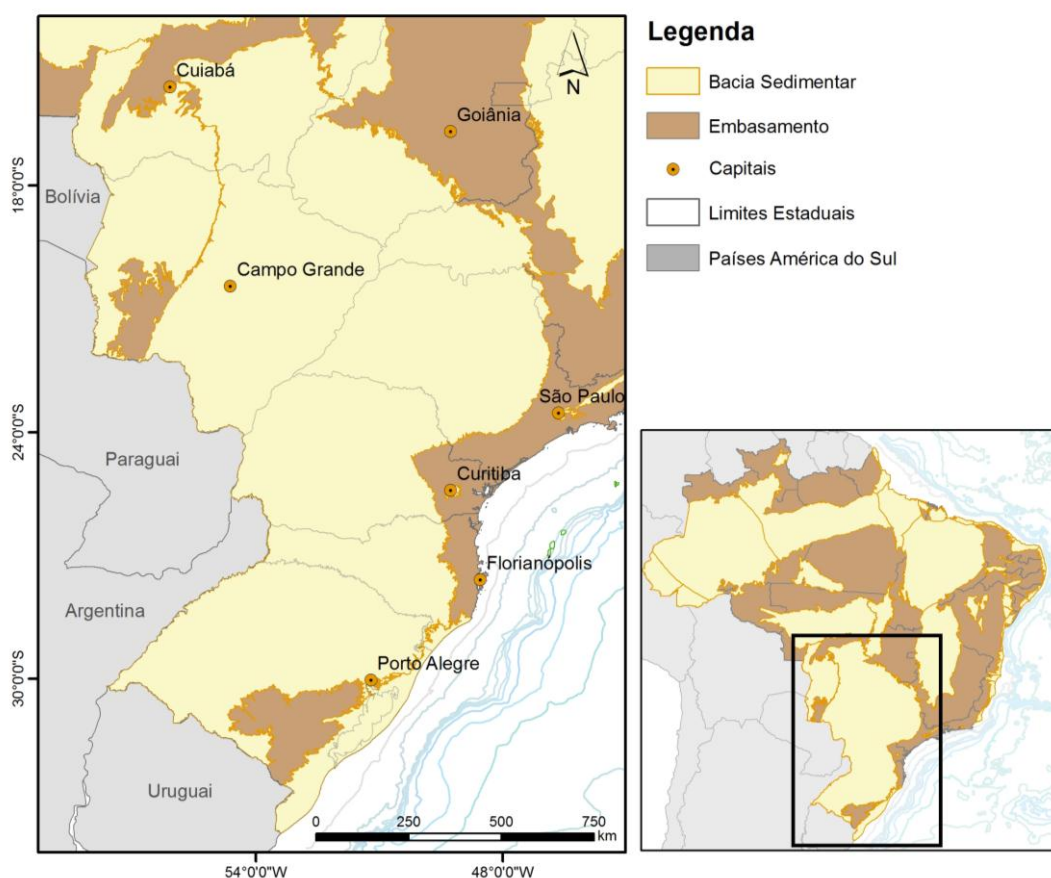 Cuiabá
Goiânia
N
Bolívia
Campo Grande
São Paulo
Paraguai
Curitiba
Florianópolis
Argentina
Porto Alegre
Uruguai
0 250 500 750
km
18°0'0"S
24°0'0"S
30°0'0"S
54°0'0"W 48°0'0"W
Legenda
Bacia Sedimentar
Embasamento
Capitais
Limites Estaduais
Países América do Sul